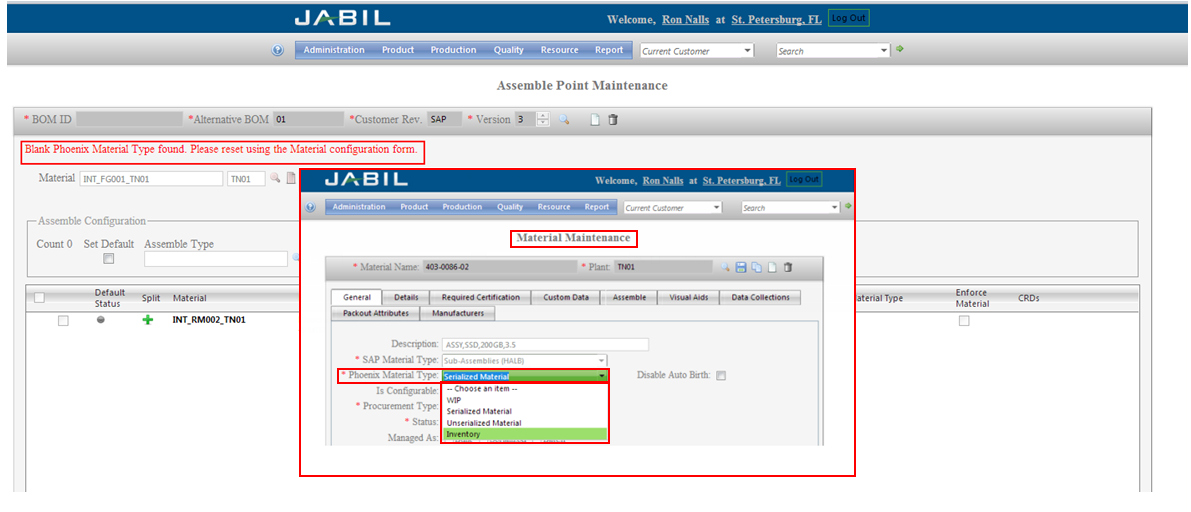 JABIL
Welcome, Ron Nalls at St. Petersburg, FL Log Out
Administration Product Production Quality Resource Report Current Customer Search
Assemble Point Maintenance
* BOM ID *Alternative BOM 01 *Customer Rev. SAP * Version 3
Blank Phoenix Material Type found. Please reset using the Material configuration form.
Material INT_FG001_TN01 TN01
Assemble Configuration
Count 0 Set Default Assemble Type
Default Status Split Material Material Type Enforce Material CRDs
INT_RM002_TN01
JABIL
Welcome, Ron Nalls at St. Petersburg, FL Log Out
Administration Product Production Quality Resource Report Current Customer Search
Material Maintenance
* Material Name: 403-0086-02 * Plant: TN01
General Details Required Certification Custom Data Assemble Visual Aids Data Collections
Packout Attributes Manufacturers
Description: ASSY,SSD,200GB,3.5
* SAP Material Type: Sub-Assemblies (HALB)
* Phoenix Material Type: Serialized Material Disable Auto Birth:
Is Configurable: -- Choose an item --
WIP
* Procurement Type: Serialized Material
* Status: Unserialized Material
Managed As: Inventory